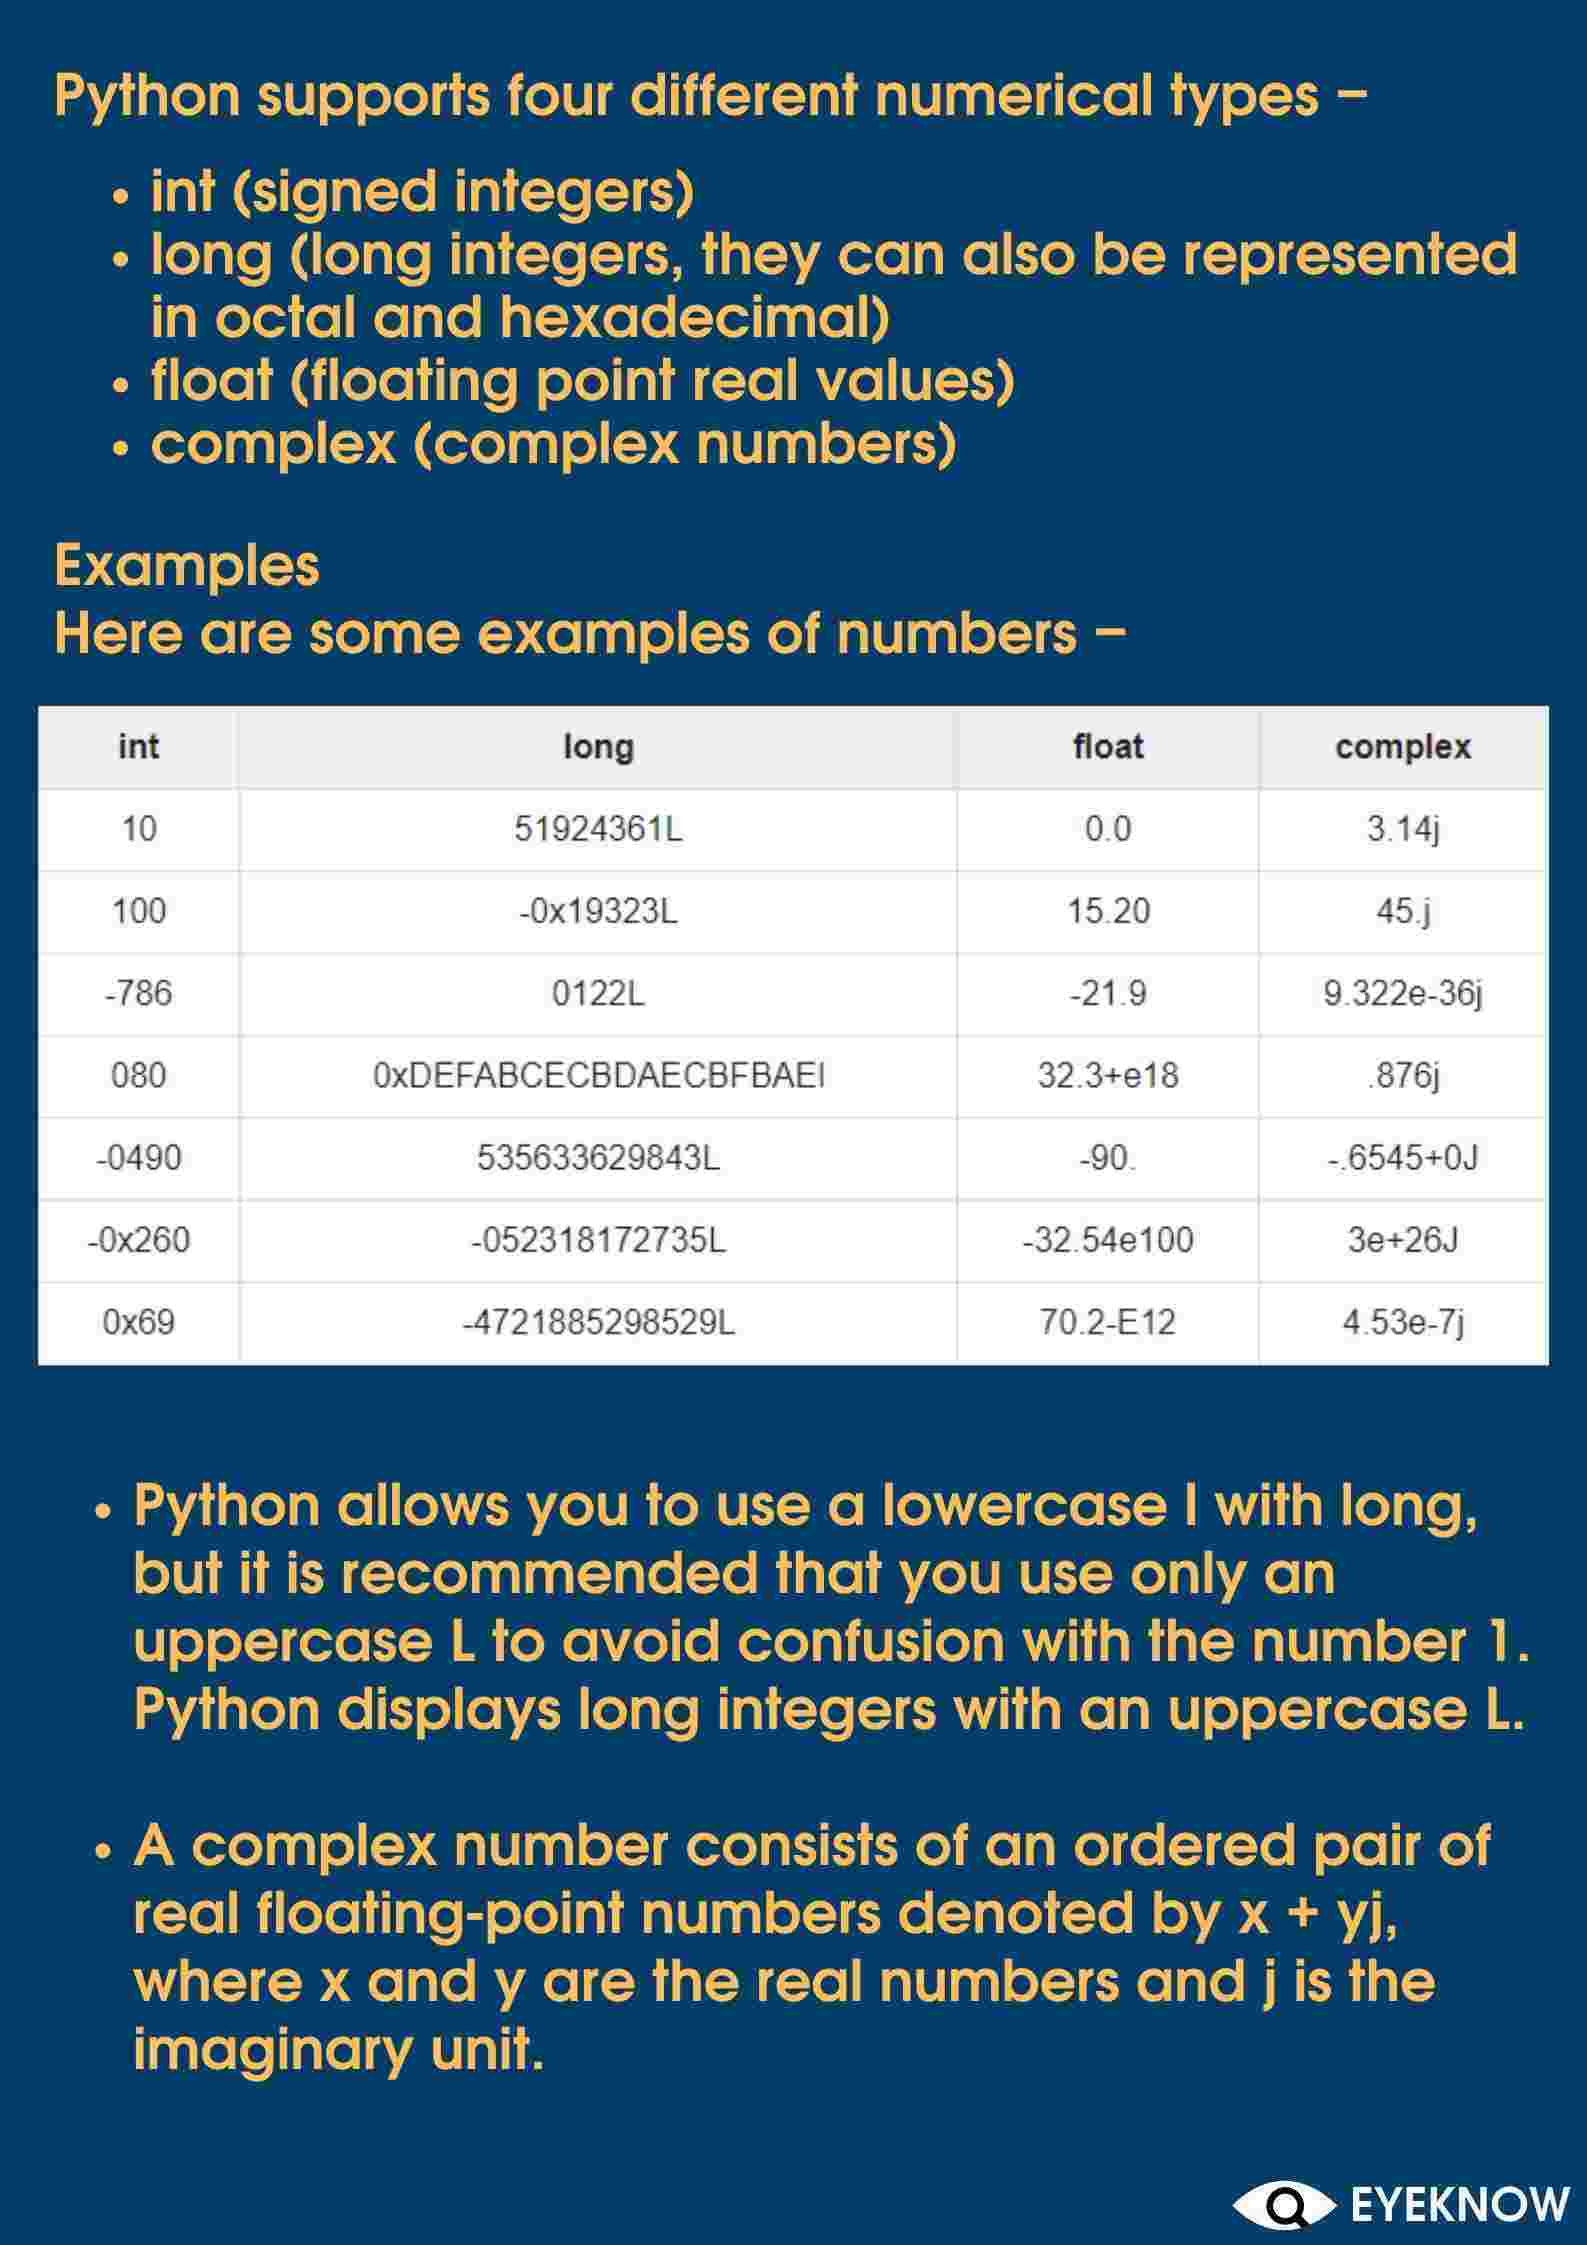 Python supports four different numerical types –
• int (signed integers)
• long (long integers, they can also be represented
in octal and hexadecimal)
• float (floating point real values)
• complex (complex numbers)
Examples
Here are some examples of numbers –
int long float complex
10 51924361L 0.0 3.14j
100 -0x19323L 15.20 45.j
-786 0122L -21.9 9.322e-36j
080 0xDEFABCECBDAECBFBAEl 32.3+e18 .876j
-0490 535633629843L -90. -.6545+0J
-0x260 -052318172735L -32.54e100 3e+26J
0x69 -4721885298529L 70.2-E12 4.53e-7j
• Python allows you to use a lowercase l with long,
but it is recommended that you use only an
uppercase L to avoid confusion with the number 1.
Python displays long integers with an uppercase L.
• A complex number consists of an ordered pair of
real floating-point numbers denoted by x + yj,
where x and y are the real numbers and j is the
imaginary unit.
EYEKNOW